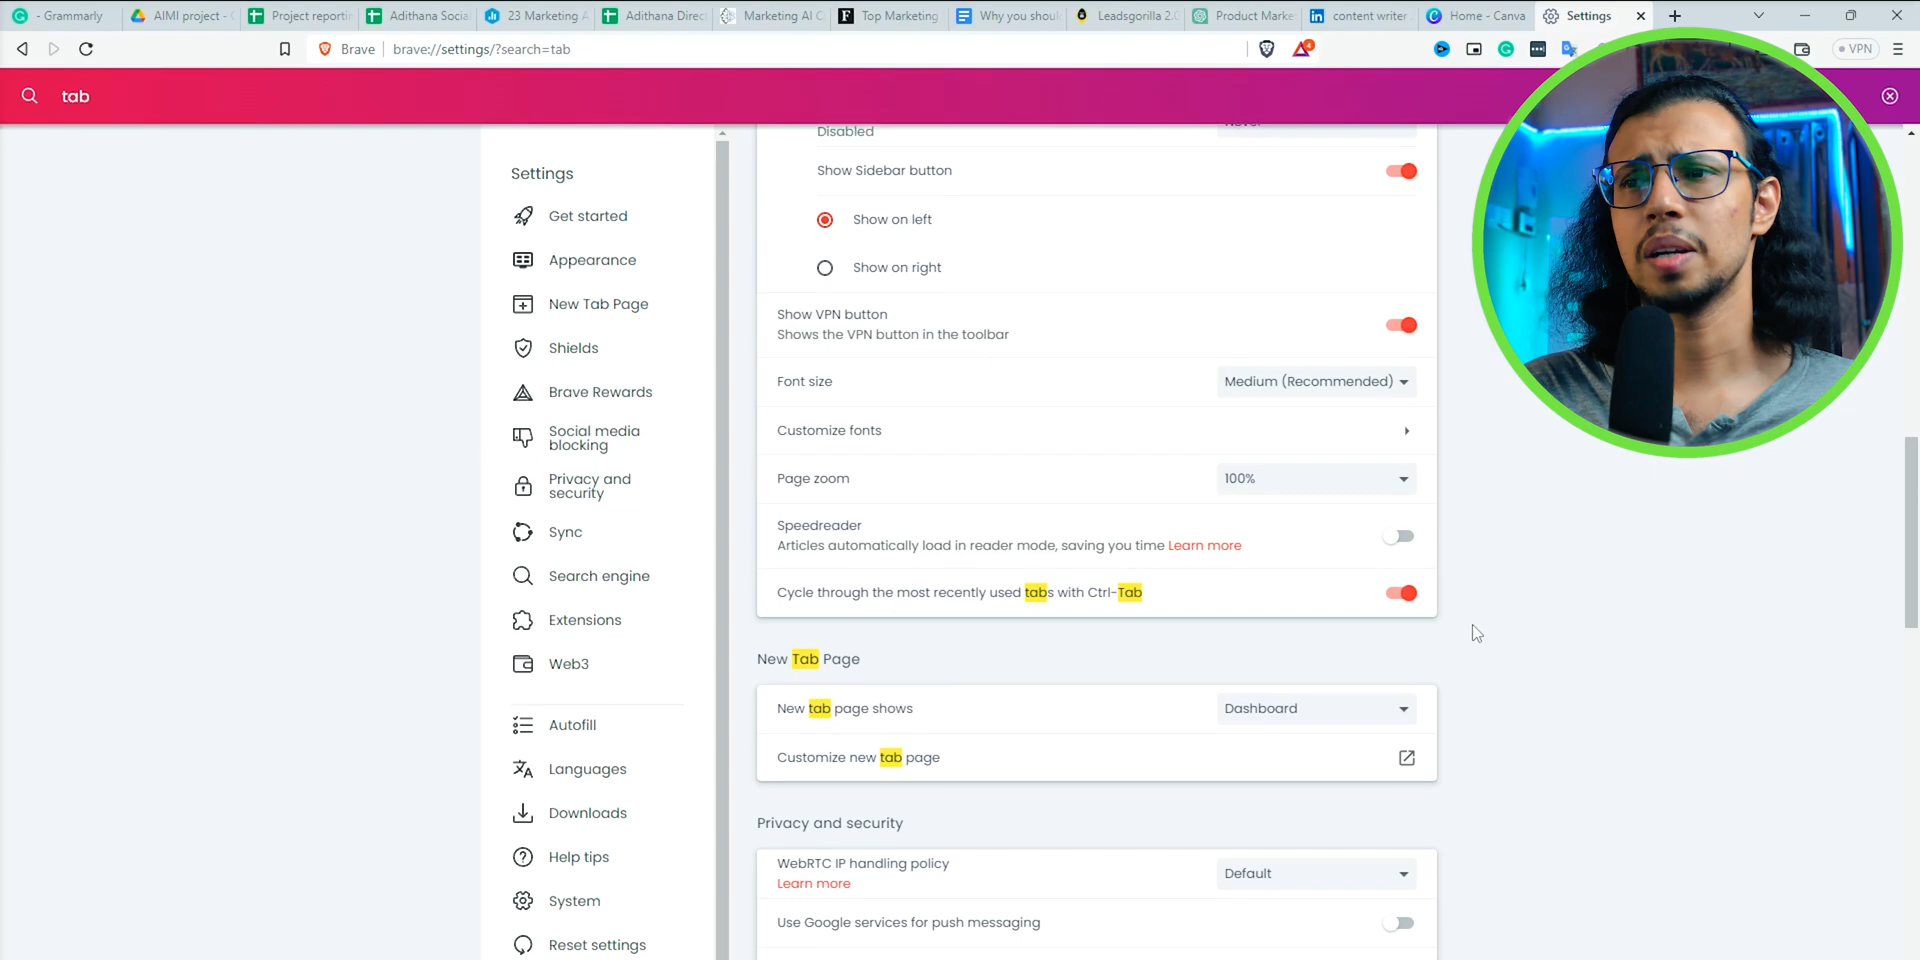 - Grammarly
AIMI project -
Project reportin
Adithana Socia
23 Marketing A
Adithana Direc
Marketing AI C
Top Marketing
Why you shou
Leadsgorilla 2.0
Product Marke
content writer
Home - Canva
Settings
Brave
brave://settings/?search=tab
4
VPN
tab
Settings
Get started
Appearance
New Tab Page
Shields
Brave Rewards
Social media
blocking
Privacy and
security
Sync
Search engine
Extensions
Web3
Autofill
Languages
Downloads
Help tips
System
Reset settings
Disabled
Show Sidebar button
Show on left
Show on right
Show VPN button
Shows the VPN button in the toolbar
Font size
Medium (Recommended)
Customize fonts
Page zoom
100%
Speedreader
Articles automatically load in reader mode, saving you time Learn more
Cycle through the most recently used tabs with Ctrl-Tab
New Tab Page
New tab page shows
Dashboard
Customize new tab page
Privacy and security
WebRTC IP handling policy
Learn more
Default
Use Google services for push messaging